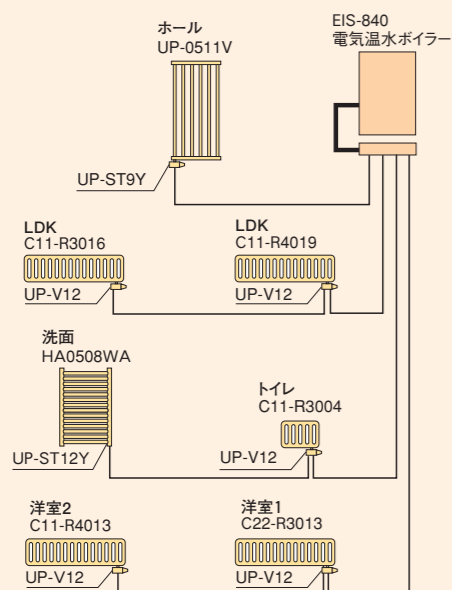 ホール
UP-0511V
EIS-840
電気温水ボイラー
UP-ST9Y
LDK
C11-R3016
UP-V12
LDK
C11-R4019
UP-V12
洗面
HA0508WA
UP-ST12Y
トイレ
C11-R3004
UP-V12
洋室2
C11-R4013
UP-V12
洋室1
C22-R3013
UP-V12